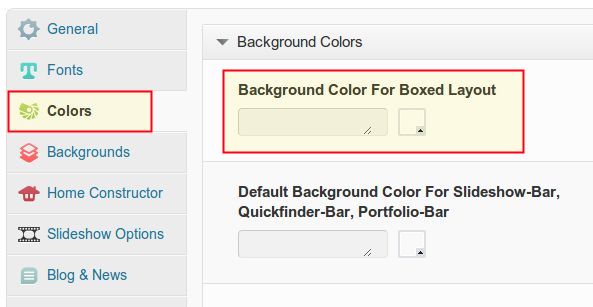 General
Fonts
Colors
Backgrounds
Home Constructor
Slideshow Options
Blog & News
Background Colors
Background Color For Boxed Layout
Default Background Color For Slideshow-Bar,
Quickfinder-Bar, Portfolio-Bar